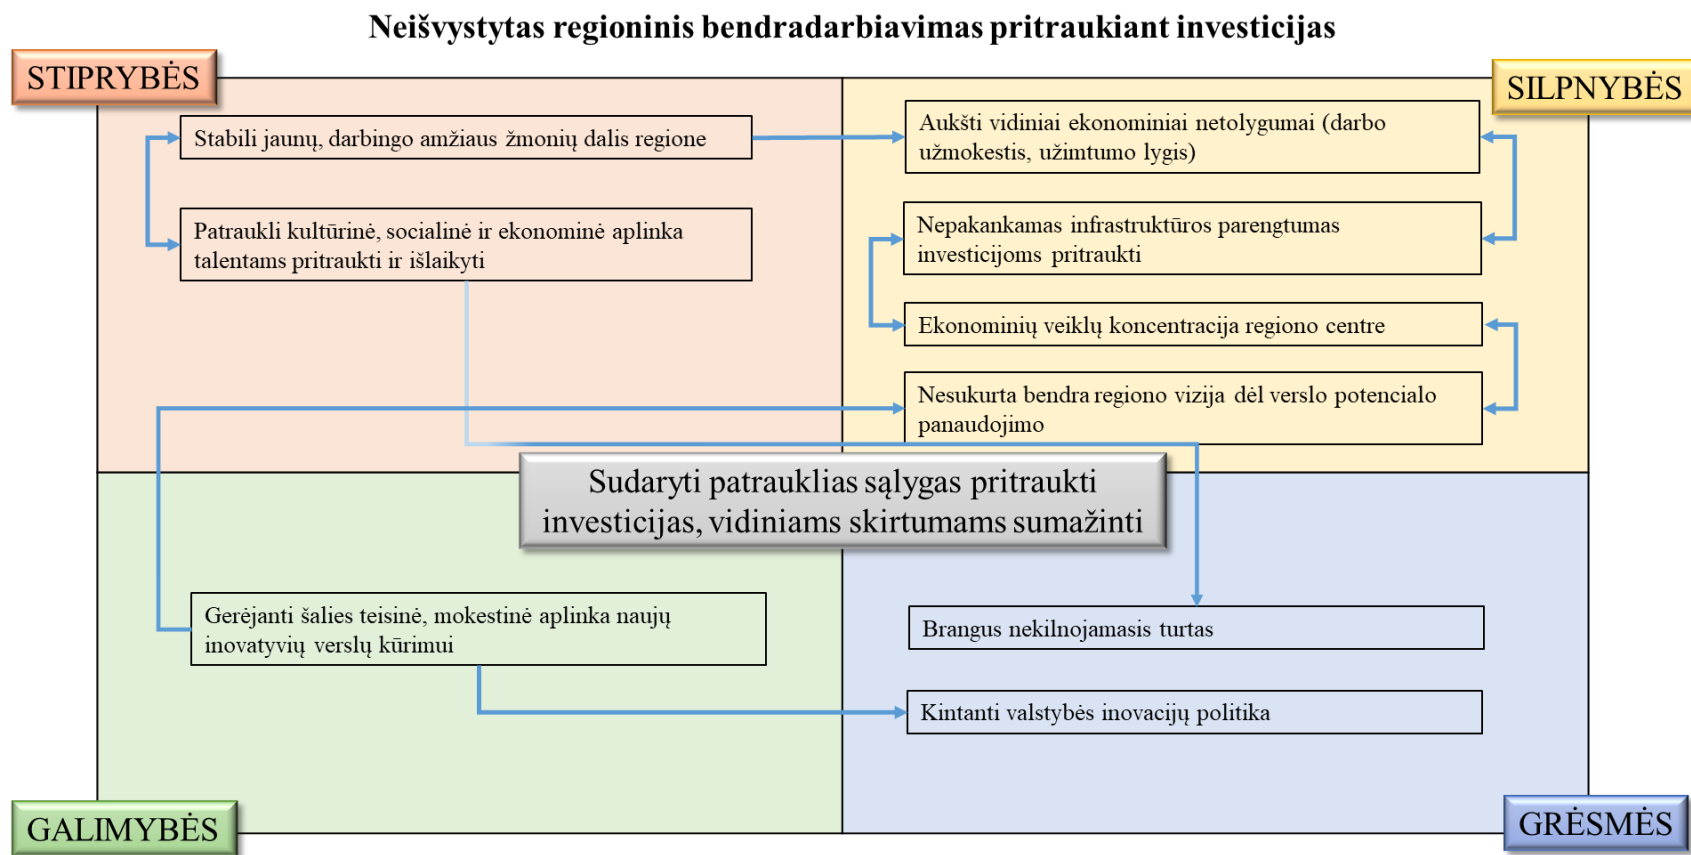 Neišvystytas regioninis bendradarbiavimas pritraukiant investicijas
STIPRYBĖS
SILPNYBĖS
Stabili jaunų, darbingo amžiaus žmonių dalis regione
Patraukli kultūrinė, socialinė ir ekonominė aplinka
talentams pritraukti ir išlaikyti
Aukšti vidiniai ekonominiai netolygumai (darbo
užmokestis, užimtumo lygis)
Nepakankamas infrastruktūros parengtumas
investicijoms pritraukti
Ekonominių veiklų koncentracija regiono centre
Nesukurta bendra regiono vizija dėl verslo potencialo
panaudojimo
Sudaryti patrauklias sąlygas pritraukti
investicijas, vidiniams skirtumams sumažinti
Gerėjanti šalies teisinė, mokestinė aplinka naujų
inovatyvių verslų kūrimui
Brangus nekilnojamasis turtas
Kintanti valstybės inovacijų politika
GALIMYBĖS
GRĖSMĖS